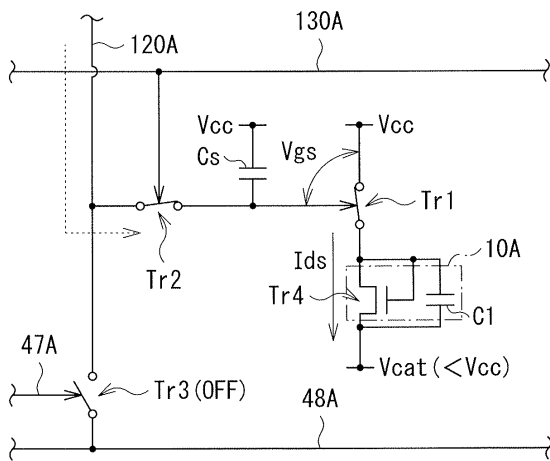 120A
130A
Vcc
Cs
Vgs
Vcc
Tr1
Tr2
Ids
10A
Tr4
C1
47A
Tr3(OFF)
Vcat(<Vcc)
48A